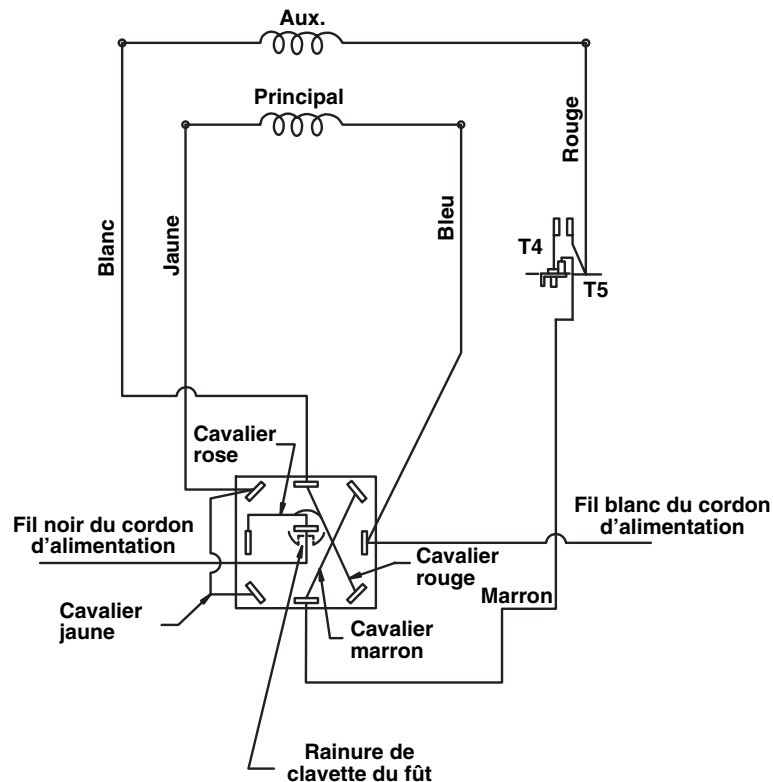 Aux.
Principal
Rouge
Blanc
Jaune
Bleu
T4
T5
Cavalier
rose
Fil noir du cordon
d’alimentation
Fil blanc du cordon
d’alimentation
Cavalier
rouge
Marron
Cavalier
jaune
Cavalier
marron
Rainure de
clavette du fût